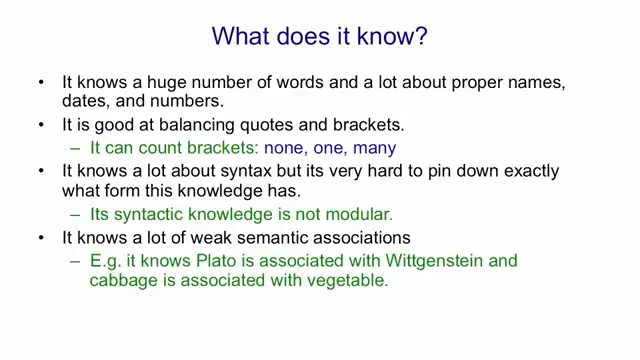 What does it know?
• It knows a huge number of words and a lot about proper names,
dates, and numbers.
• It is good at balancing quotes and brackets.
– It can count brackets: none, one, many
• It knows a lot about syntax but its very hard to pin down exactly
what form this knowledge has.
– Its syntactic knowledge is not modular.
• It knows a lot of weak semantic associations
– E.g. it knows Plato is associated with Wittgenstein and
cabbage is associated with vegetable.